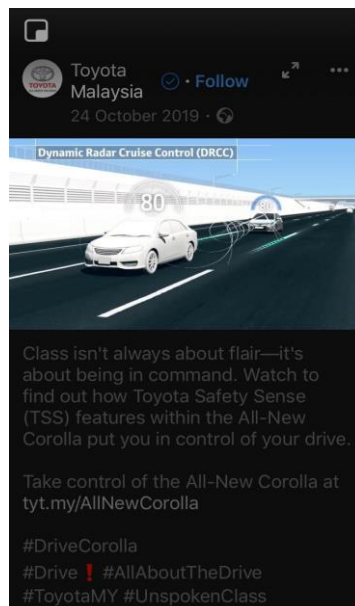 TOYOTA
Toyota
Malaysia
· Follow
24 October 2019 ·
Dynamic Radar Cruise Control (DRCC)
80
Class isn't always about flair—it's
about being in command. Watch to
find out how Toyota Safety Sense
(TSS) features within the All-New
Corolla put you in control of your drive.
Take control of the All-New Corolla at
tyt.my/AllNewCorolla
#DriveCorolla
#Drive❗ #AllAboutTheDrive
#ToyotaMY #UnspokenClass